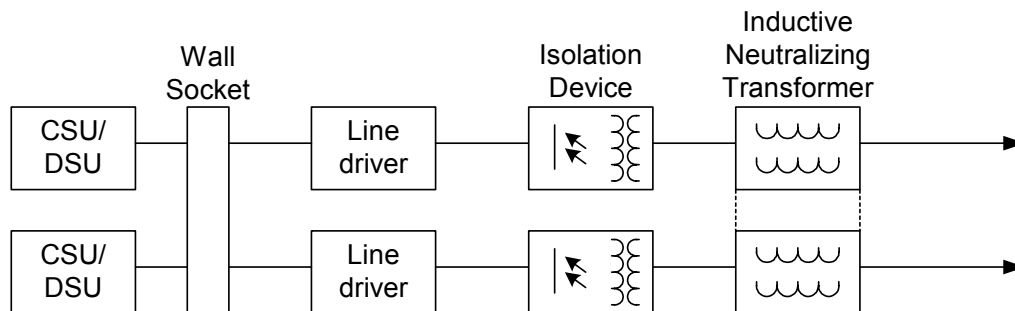 Wall
Socket
Isolation
Device
Inductive
Neutralizing
Transformer
CSU/
DSU
Line
driver
CSU/
DSU
Line
driver